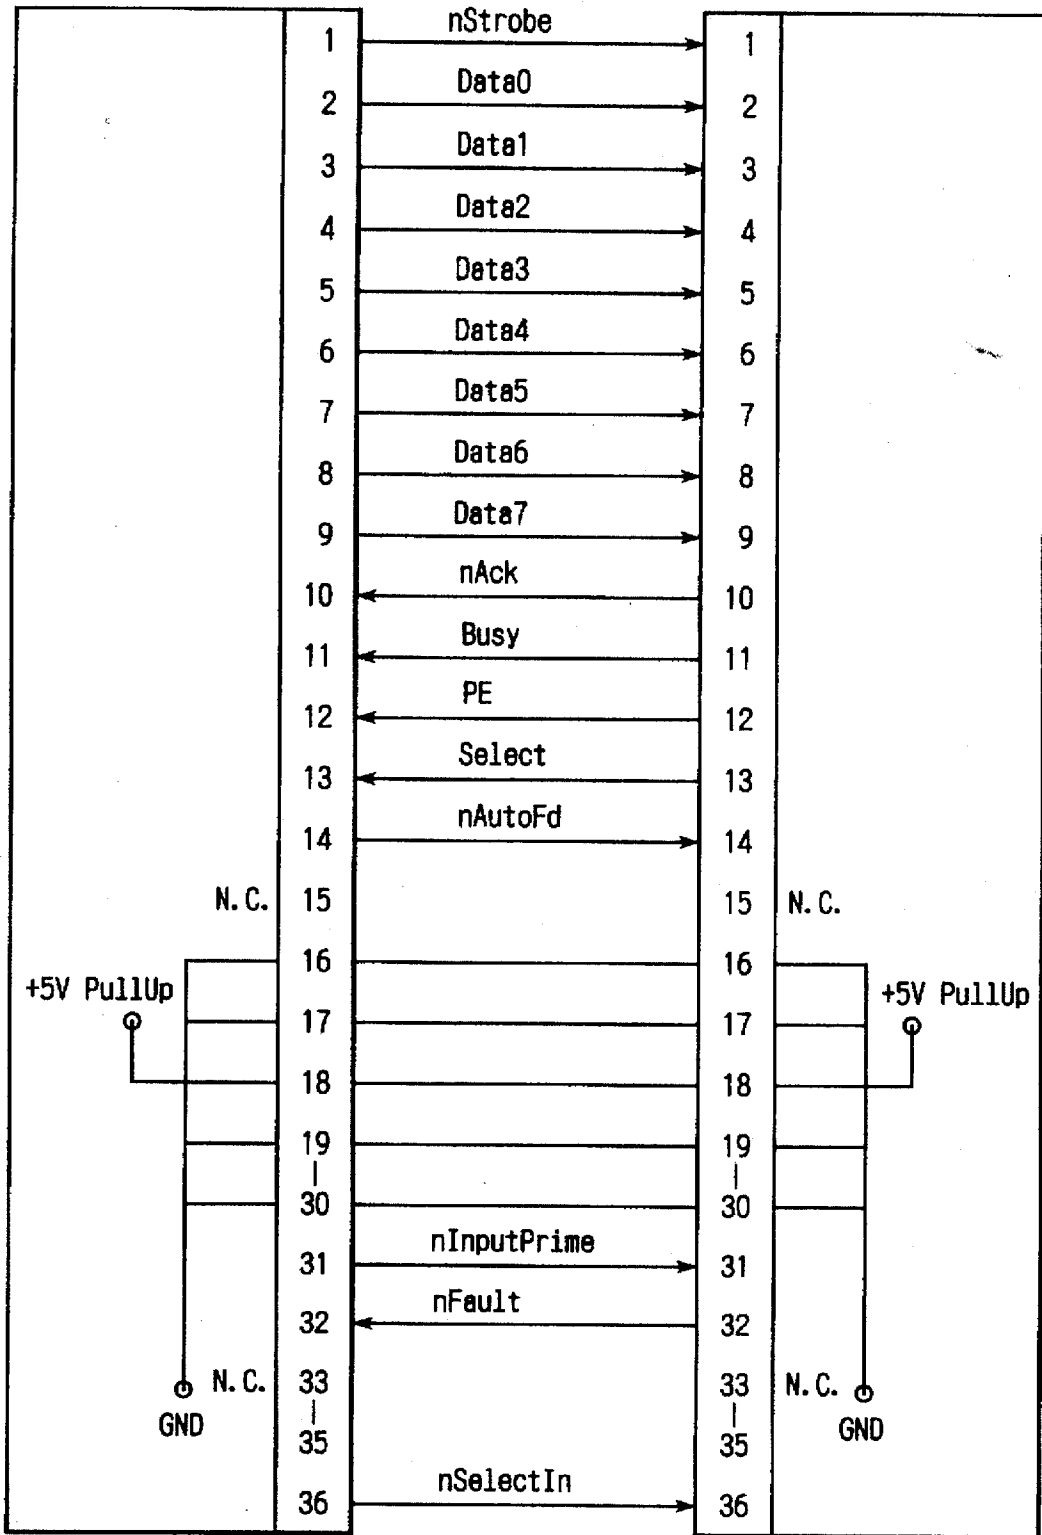 1 nStrobe 1
2 Data0 2
3 Data1 3
4 Data2 4
5 Data3 5
6 Data4 6
7 Data5 7
8 Data6 8
9 Data7 9
10 nAck 10
11 Busy 11
12 PE 12
13 Select 13
14 nAutoFd 14
N.C. 15 15 N.C.
16 16
+5V PullUp +5V PullUp
17 17
18 18
19 19
30 30
31 nInputPrime 31
32 nFault 32
N.C. 33 33 N.C.
GND GND
35 35
36 nSelectIn 36